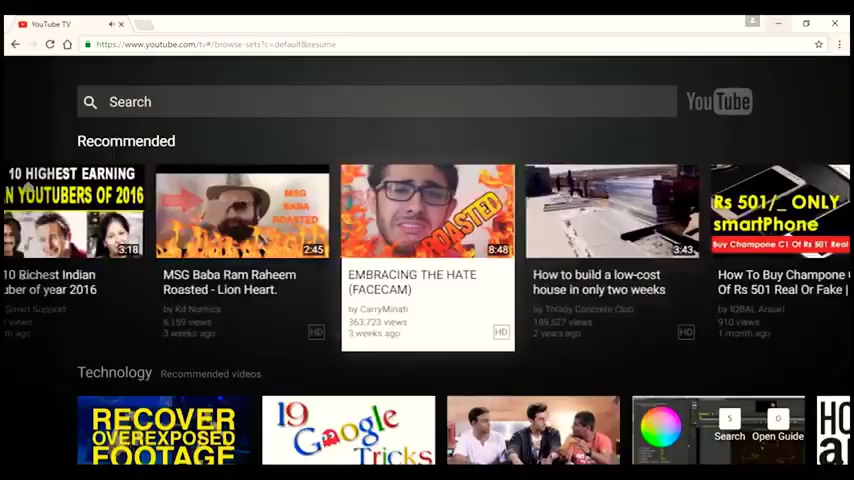 YouTube TV
https://www.youtube.com/tv#/browse-sets?c=default&resume
Search
YouTube
Recommended
10 HIGHEST EARNING
N YOUTUBERS OF 2016
3:18
10 Richest Indian
uber of year 2016
Smart Support
views
MSG
BABA
ROASTED
2:45
MSG Baba Ram Raheem
Roasted - Lion Heart.
by Kd Nomics
6,159 views
3 weeks ago
HD
ROASTED
8:48
EMBRACING THE HATE
(FACECAM)
by CarryMinati
363,723 views
3 weeks ago
HD
3:43
How to build a low-cost
house in only two weeks
by Totaby Concrete Club
189,627 views
2 years ago
HD
Rs 501/_ ONLY
smartPhone
Buy Champone C1 Of Rs 501 Real
How To Buy Champone
Of Rs 501 Real Or Fake |
by IQBAL Ansari
910 views
1 month ago
Technology
Recommended videos
RECOVER
OVEREXPOSED
FOOTAGE
19
Google
Tricks
S
Search
G
Open Guide